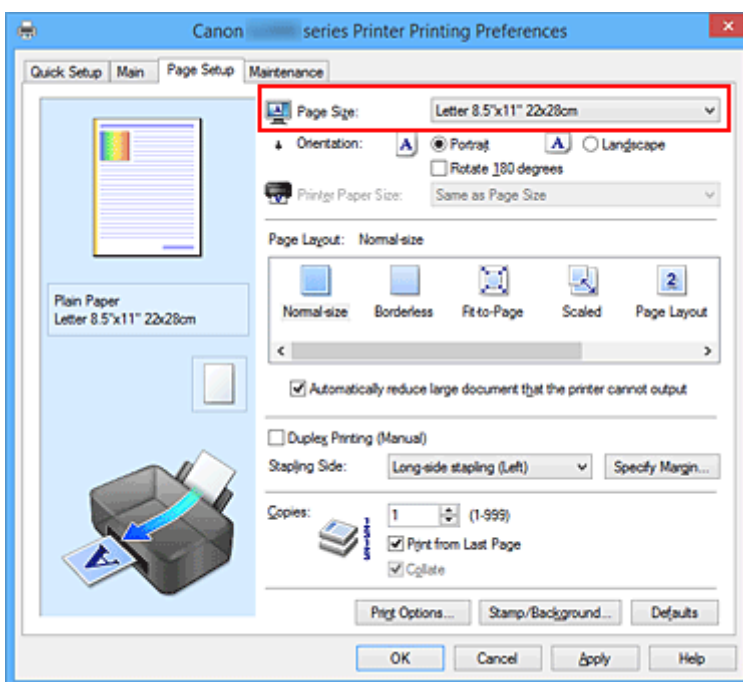 Canon series Printer Printing Preferences
Quick Setup Main Page Setup Maintenance
Page Size: Letter 8.5"x11" 22x28cm
Orientation: A Portrait A Landscape
Rotate 180 degrees
Printer Paper Size: Same as Page Size
Page Layout: Normal-size
2
Normal-size Borderless Fit-to-Page Scaled Page Layout
Plain Paper
Letter 8.5"x11" 22x28cm
Automatically reduce large document that the printer cannot output
Duplex Printing (Manual)
Stapling Side: Long-side stapling (Left) Specify Margin...
Copies: 1 (1-999)
Print from Last Page
Collate
A
Print Options... Stamp/Background... Defaults
OK Cancel Apply Help